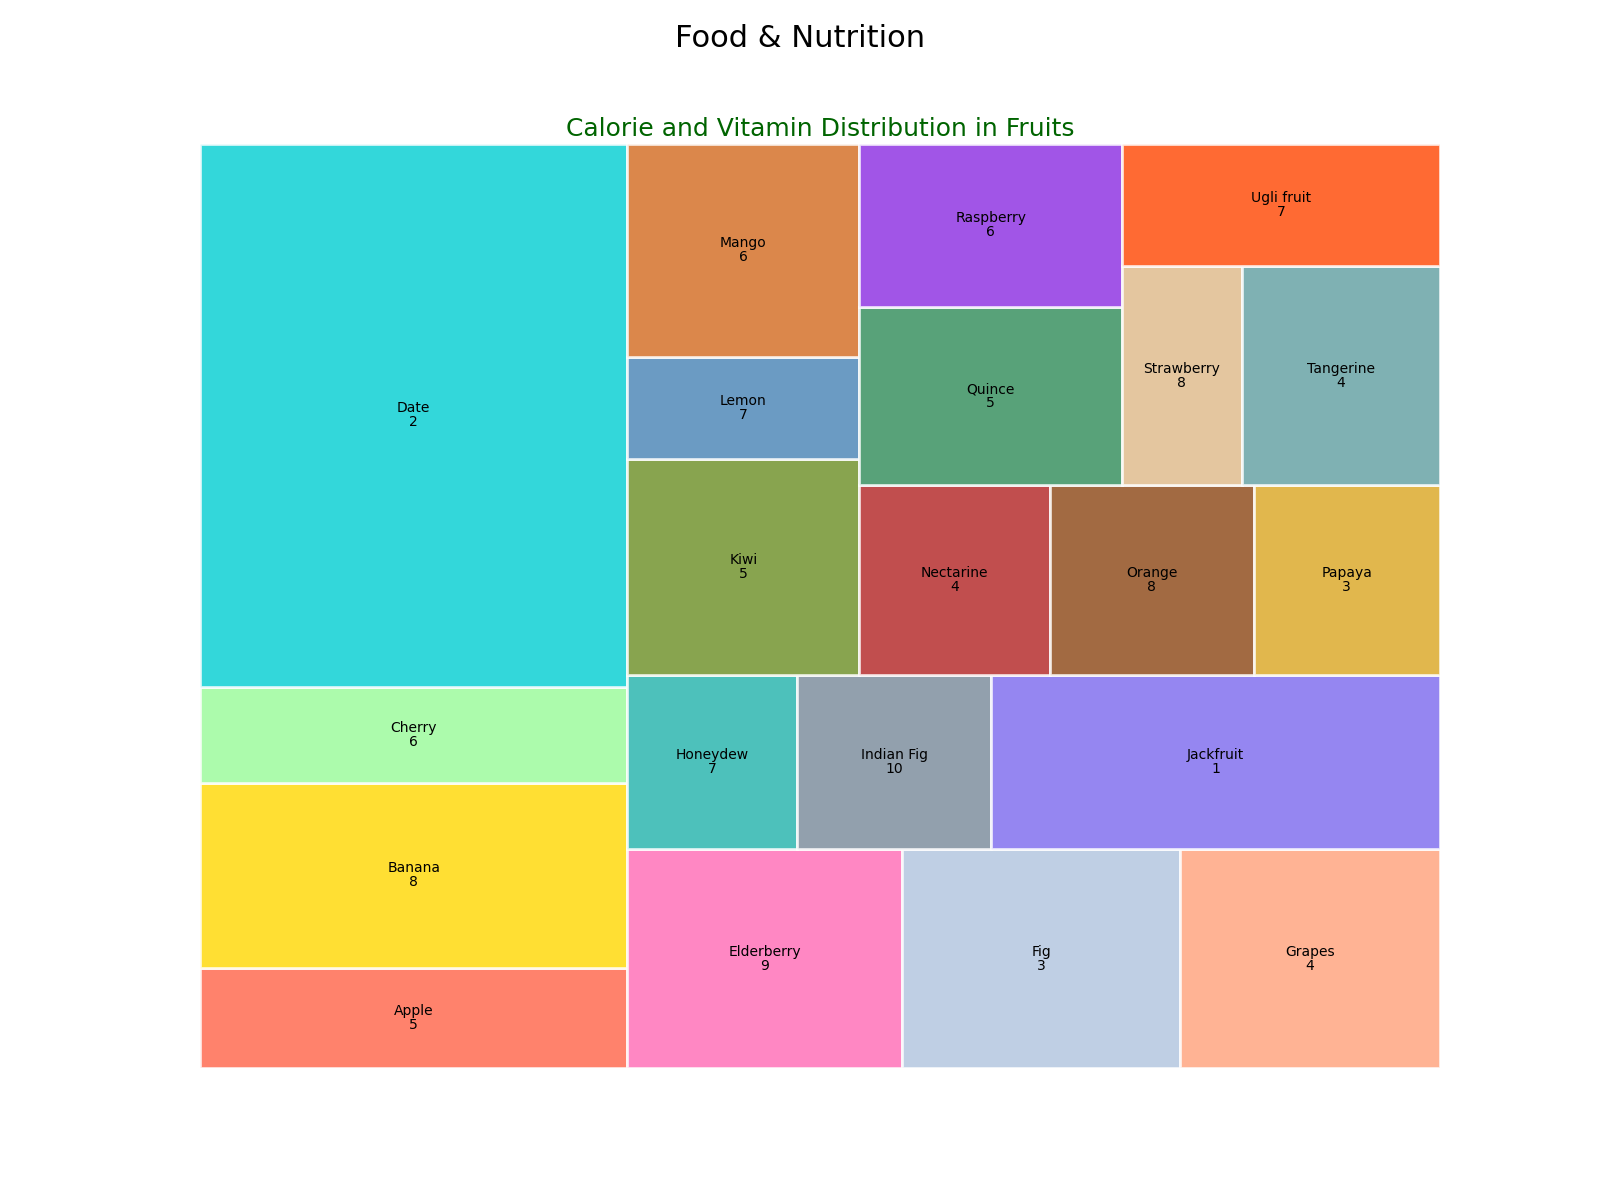 Food & Nutrition
Calorie and Vitamin Distribution in Fruits
Date
2
Cherry
6
Banana
8
Apple
5
Mango
6
Lemon
7
Kiwi
5
Raspberry
6
Quince
5
Ugli fruit
7
Strawberry
8
Tangerine
4
Nectarine
4
Orange
8
Papaya
3
Honeydew
7
Indian Fig
10
Jackfruit
1
Elderberry
9
Fig
3
Grapes
4